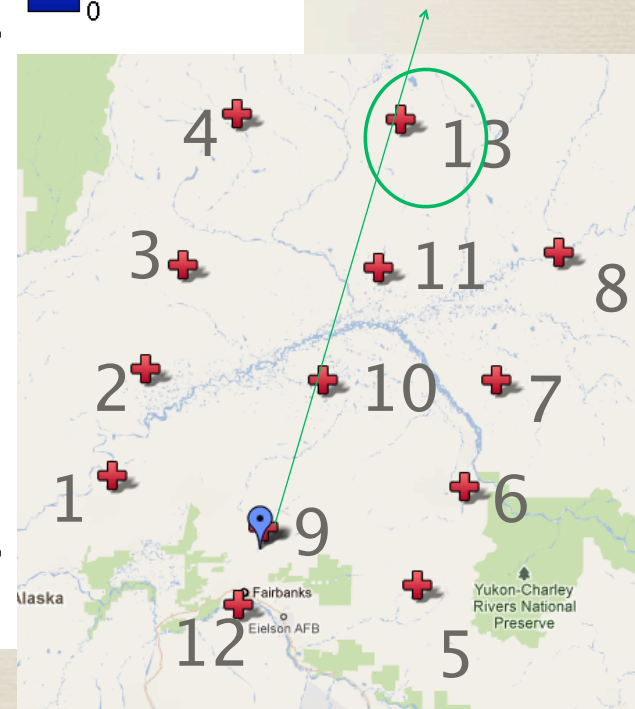 0
4
13
3
11
8
2
10
7
1
6
9
Alaska
Fairbanks
Yukon-Charley
Rivers National
Preserve
12
Eielson AFB
5